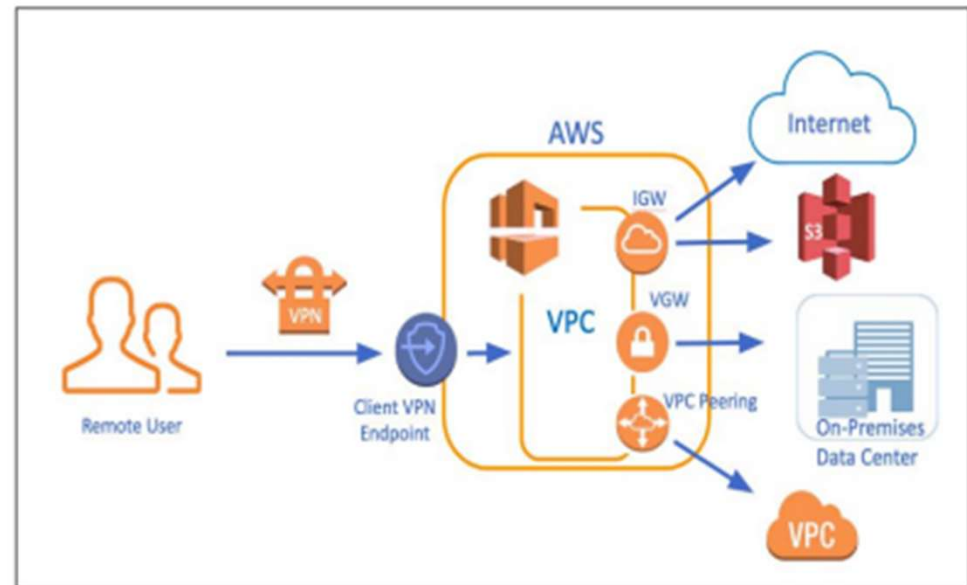 AWS
Internet
IGW
S3
VPN
VGW
VPC
Client VPN
Endpoint
VPC Peering
Remote User
On-Premises
Data Center
VPC